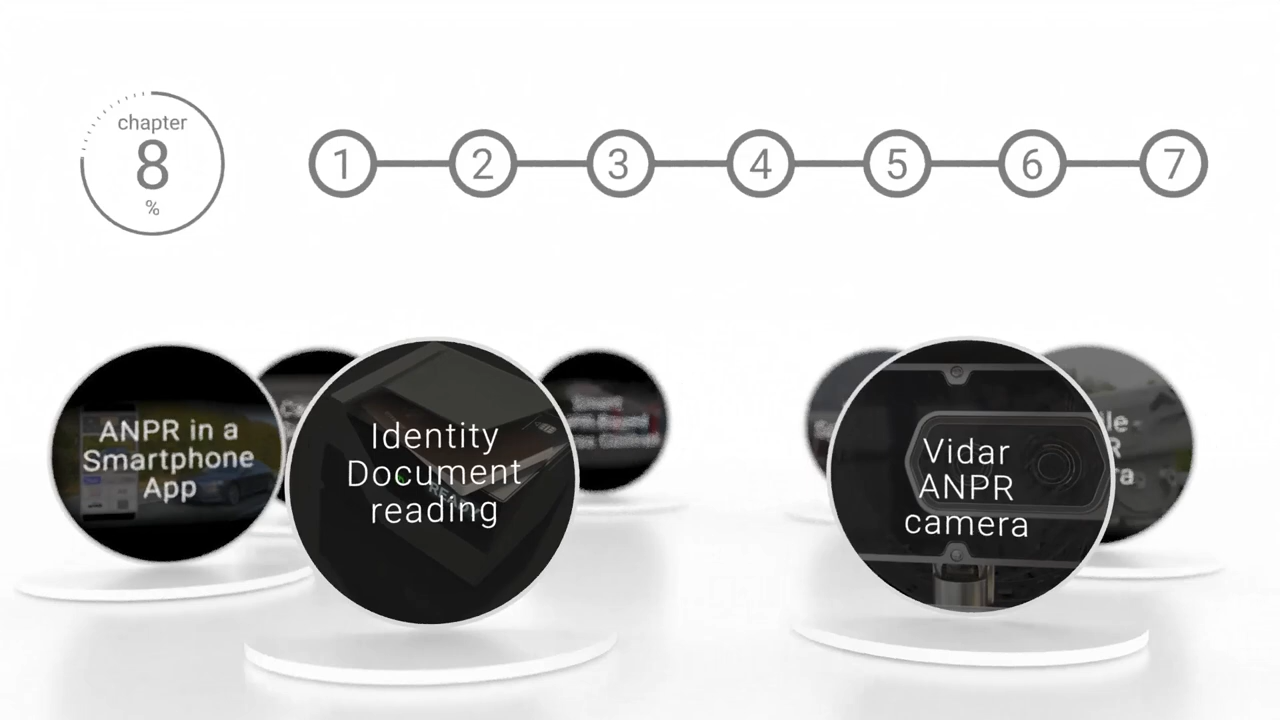 chapter
8
%
1 2 3 4 5 6 7
ANPR in a
Smartphone
App
Identity
Document
reading
READY
Vidar
ANPR
camera